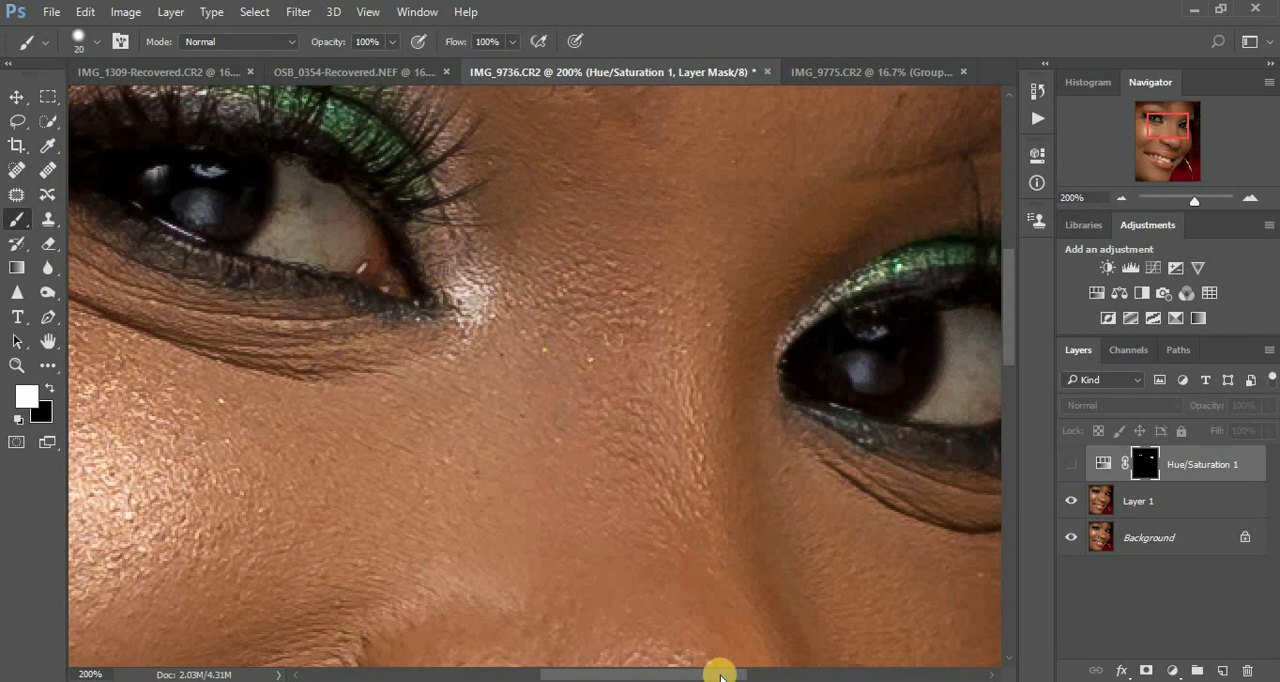 Ps File Edit Image Layer Type Select Filter 3D View Window Help
20 Mode: Normal Opacity: 100% Flow: 100%
IMG_1309-Recovered.CR2 @ 16.... × OSB_0354-Recovered.NEF @ 16.... × IMG_9736.CR2 @ 200% (Hue/Saturation 1, Layer Mask/8) * × IMG_9775.CR2 @ 16.7% (Group... ×
Histogram Navigator
200%
Libraries Adjustments
Add an adjustment
Layers Channels Paths
Kind
Normal Opacity: 100%
Lock: Fill: 100%
Hue/Saturation 1
Layer 1
Background
200% Doc: 2.03M/4.31M